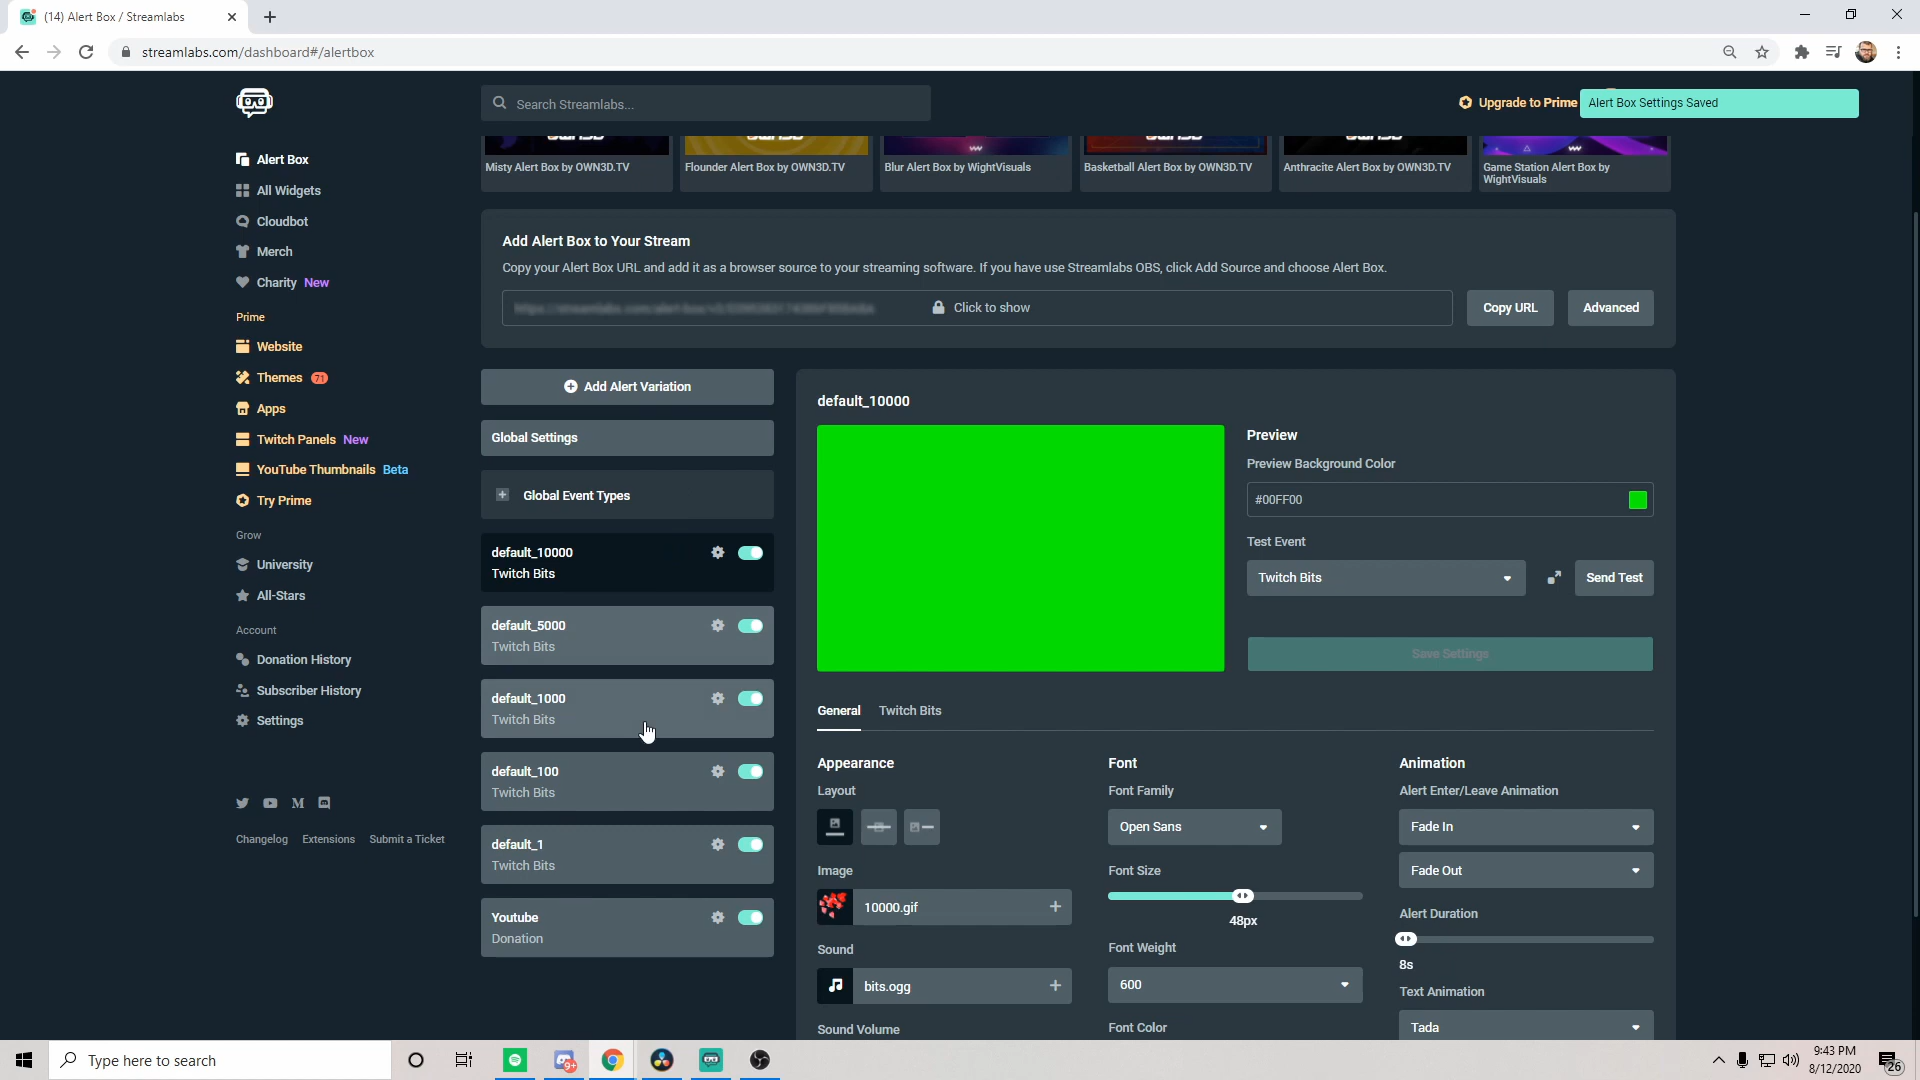 (14) Alert Box / Streamlabs
streamlabs.com/dashboard#/alertbox
Search Streamlabs...
Upgrade to Prime
Alert Box Settings Saved
Alert Box
All Widgets
Cloudbot
Merch
Charity New
Prime
Website
Themes 71
Apps
Twitch Panels New
YouTube Thumbnails Beta
Try Prime
Grow
University
All-Stars
Account
Donation History
Subscriber History
Settings
Changelog Extensions Submit a Ticket
Misty Alert Box by OWN3D.TV
Flounder Alert Box by OWN3D.TV
Blur Alert Box by WightVisuals
Basketball Alert Box by OWN3D.TV
Anthracite Alert Box by OWN3D.TV
Game Station Alert Box by
WightVisuals
Add Alert Box to Your Stream
Copy your Alert Box URL and add it as a browser source to your streaming software. If you have use Streamlabs OBS, click Add Source and choose Alert Box.
Click to show
Copy URL
Advanced
Add Alert Variation
Global Settings
Global Event Types
default_10000
Twitch Bits
default_5000
Twitch Bits
default_1000
Twitch Bits
default_100
Twitch Bits
default_1
Twitch Bits
Youtube
Donation
default_10000
Preview
Preview Background Color
#00FF00
Test Event
Twitch Bits
Send Test
Save Settings
General Twitch Bits
Appearance
Layout
Image
10000.gif
Sound
bits.ogg
Sound Volume
Font
Font Family
Open Sans
Font Size
48px
Font Weight
600
Font Color
Animation
Alert Enter/Leave Animation
Fade In
Fade Out
Alert Duration
8s
Text Animation
Tada
Type here to search
9:43 PM
8/12/2020
26